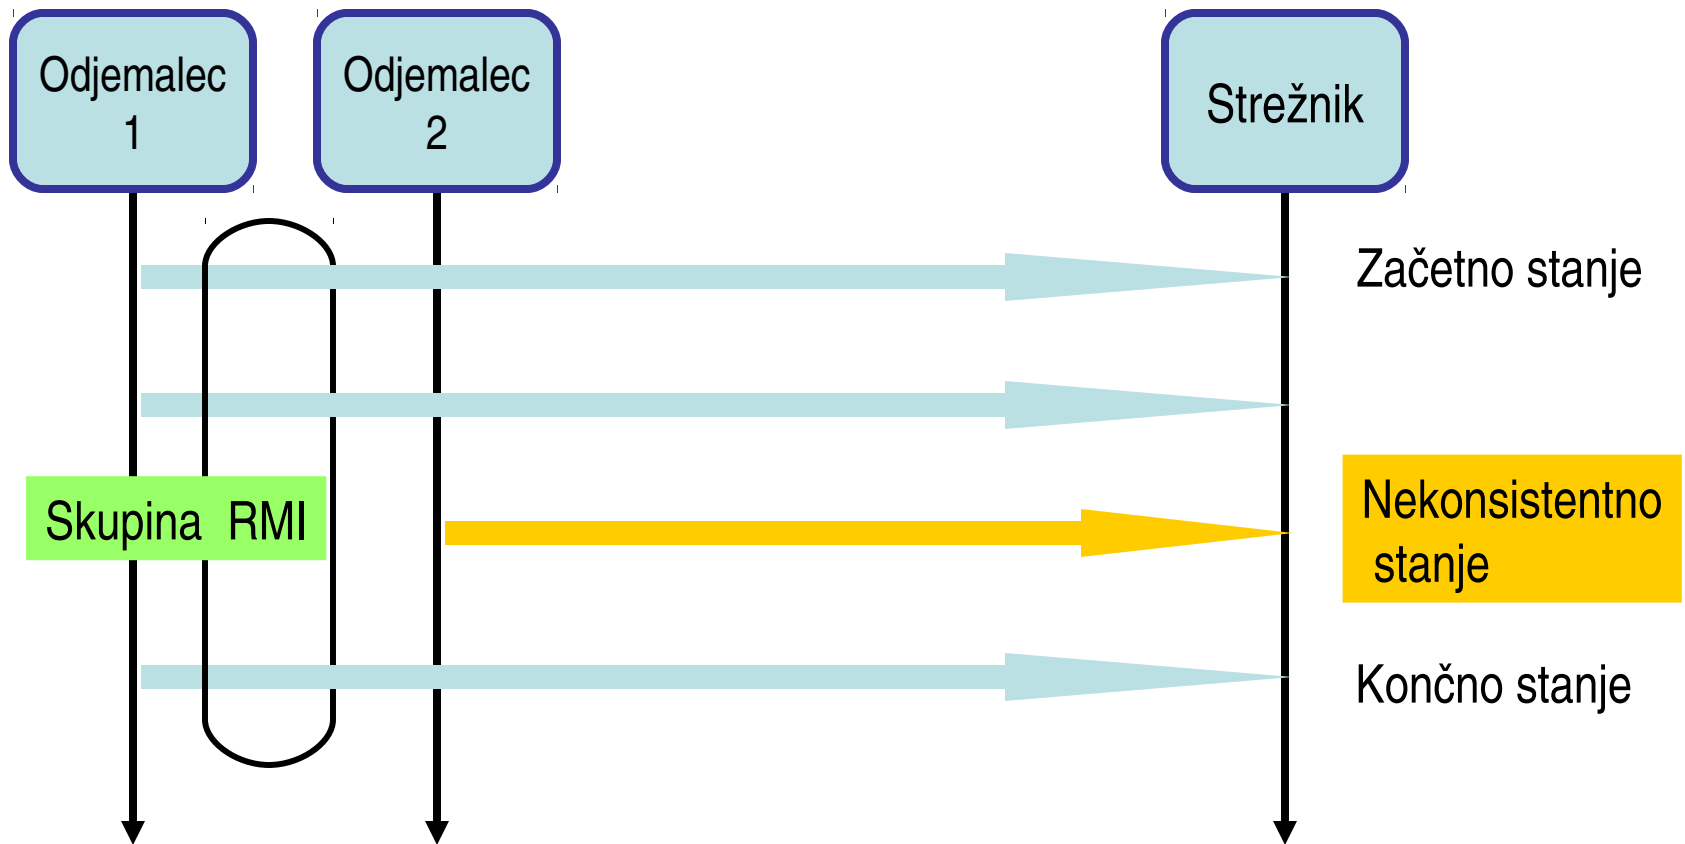 Odjemalec
1
Odjemalec
2
Strežnik
Začetno stanje
Skupina RMI
Nekonsistentno
stanje
Končno stanje